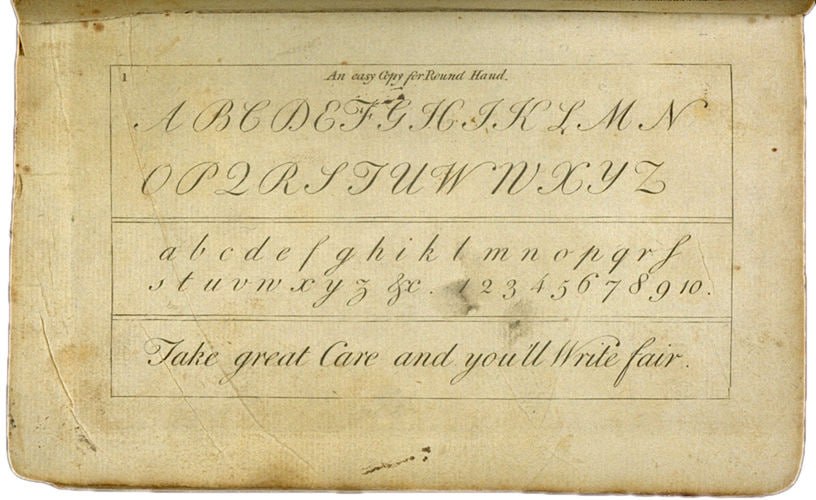 1
An easy Copy for Round Hand.
A B C D E F G H I K L M N
O P Q R S T U W W X Y Z
a b c d e f g h i k l m n o p q r ſ
s t u v w x y z &c. 1 2 3 4 5 6 7 8 9 10.
Take great Care and you'll Write fair.